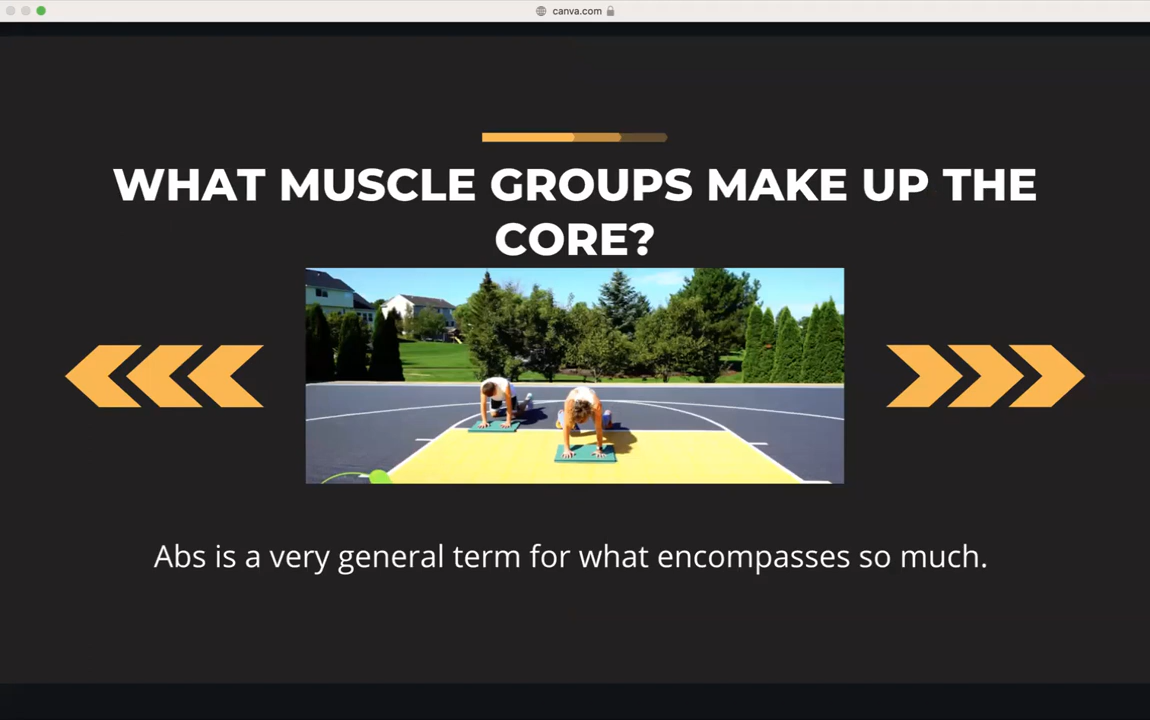 canva.com
WHAT MUSCLE GROUPS MAKE UP THE
CORE?
Abs is a very general term for what encompasses so much.